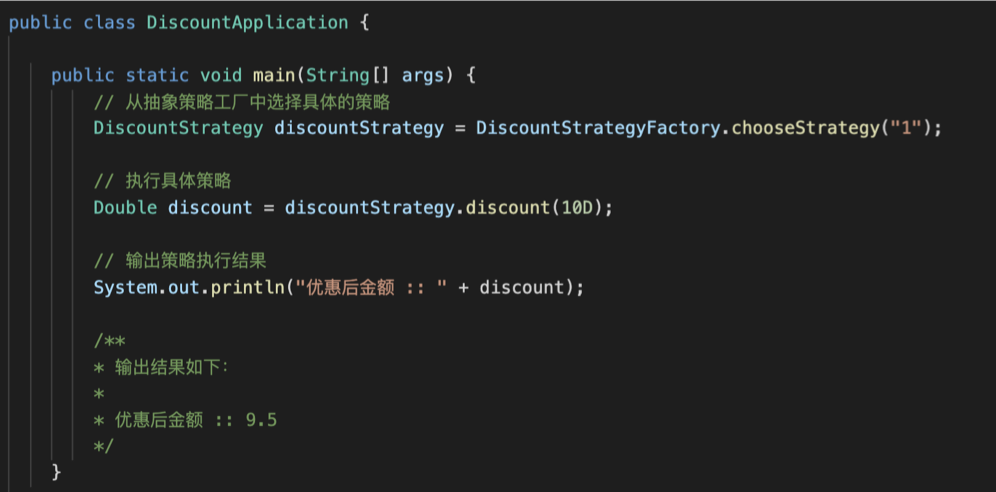 public class DiscountApplication {
public static void main(String[] args) {
// 从抽象策略工厂中选择具体的策略
DiscountStrategy discountStrategy = DiscountStrategyFactory.chooseStrategy("1");
// 执行具体策略
Double discount = discountStrategy.discount(10D);
// 输出策略执行结果
System.out.println("优惠后金额 :: " + discount);
/**
* 输出结果如下:
*
* 优惠后金额 :: 9.5
*/
}